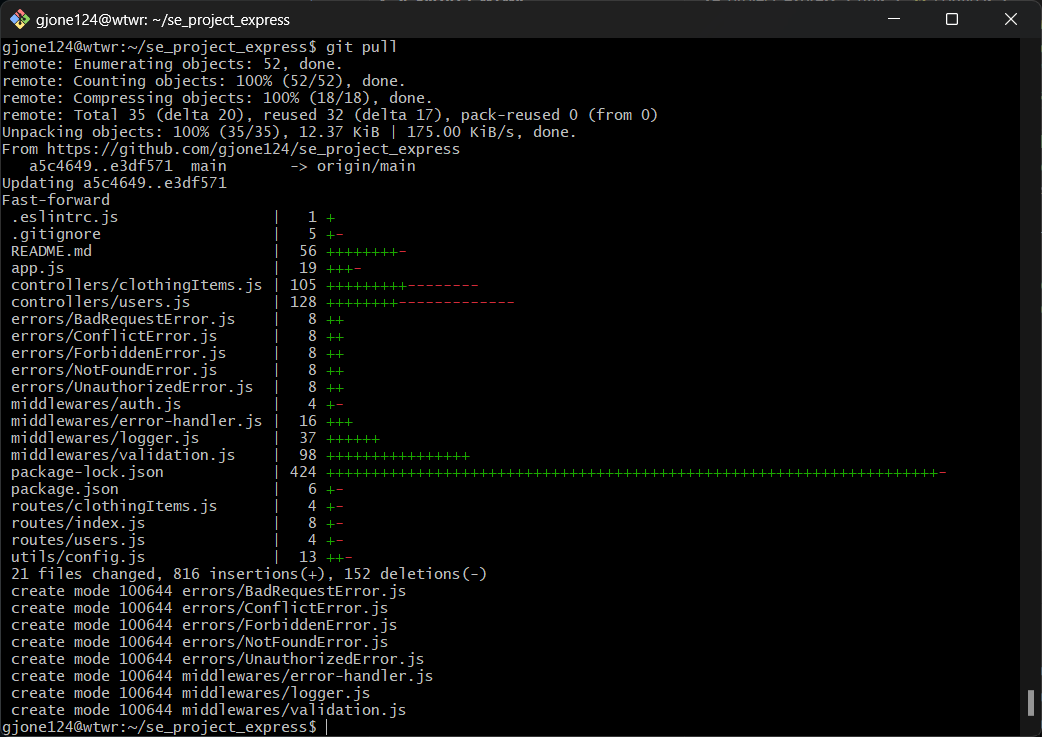 gjone124@wtwr: ~/se_project_express
gjone124@wtwr:~/se_project_express$ git pull
remote: Enumerating objects: 52, done.
remote: Counting objects: 100% (52/52), done.
remote: Compressing objects: 100% (18/18), done.
remote: Total 35 (delta 20), reused 32 (delta 17), pack-reused 0 (from 0)
Unpacking objects: 100% (35/35), 12.37 KiB | 175.00 KiB/s, done.
From https://github.com/gjone124/se_project_express
   a5c4649..e3df571  main       -> origin/main
Updating a5c4649..e3df571
Fast-forward
 .eslintrc.js                 |   1 +
 .gitignore                   |   5 +-
 README.md                    |  56 ++++++++-
 app.js                       |  19 +++-
 controllers/clothingItems.js | 105 +++++++++--------
 controllers/users.js         | 128 ++++++++-------------
 errors/BadRequestError.js    |   8 ++
 errors/ConflictError.js      |   8 ++
 errors/ForbiddenError.js     |   8 ++
 errors/NotFoundError.js      |   8 ++
 errors/UnauthorizedError.js  |   8 ++
 middlewares/auth.js          |   4 +-
 middlewares/error-handler.js |  16 +++
 middlewares/logger.js        |  37 ++++++
 middlewares/validation.js    |  98 ++++++++++++++++
 package-lock.json            | 424 ++++++++++++++++++++++++++++++++++++++++++++++++++++++++++++++++++++-
 package.json                 |   6 +-
 routes/clothingItems.js      |   4 +-
 routes/index.js              |   8 +-
 routes/users.js              |   4 +-
 utils/config.js              |  13 ++-
 21 files changed, 816 insertions(+), 152 deletions(-)
 create mode 100644 errors/BadRequestError.js
 create mode 100644 errors/ConflictError.js
 create mode 100644 errors/ForbiddenError.js
 create mode 100644 errors/NotFoundError.js
 create mode 100644 errors/UnauthorizedError.js
 create mode 100644 middlewares/error-handler.js
 create mode 100644 middlewares/logger.js
 create mode 100644 middlewares/validation.js
gjone124@wtwr:~/se_project_express$